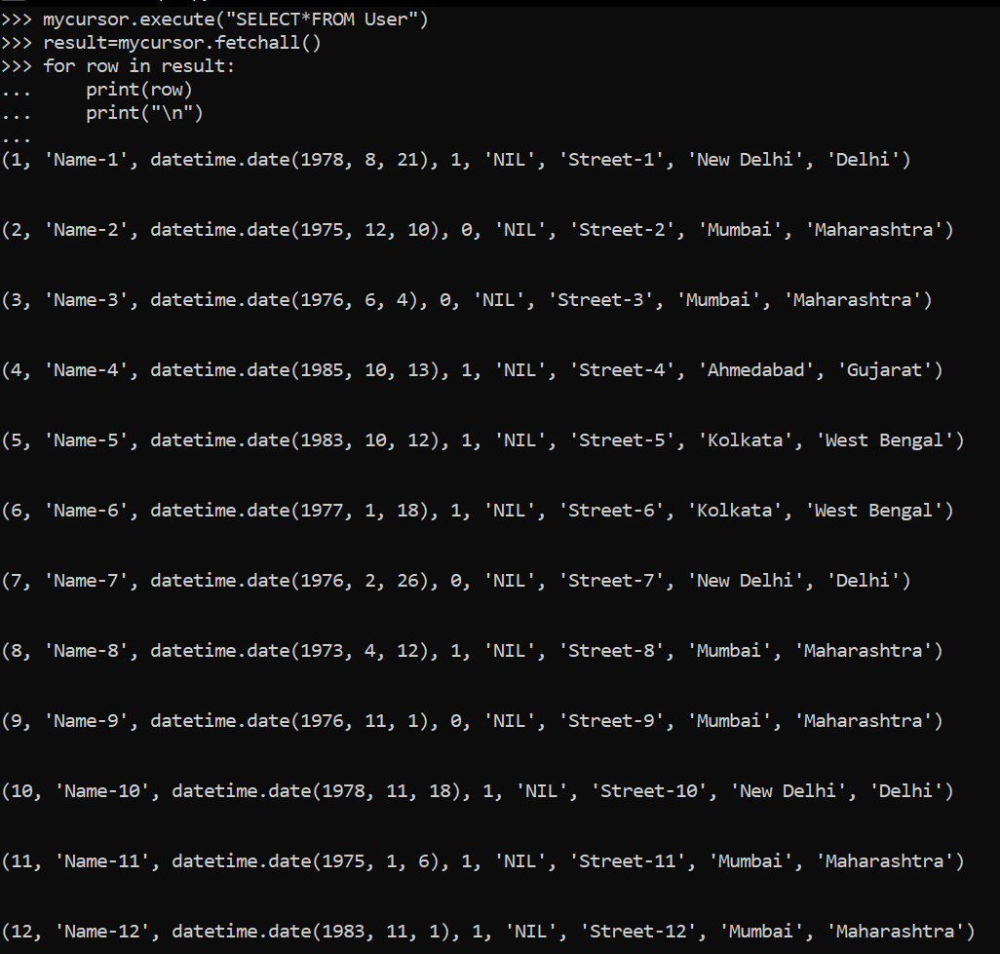 >>> mycursor.execute("SELECT*FROM User")
>>> result=mycursor.fetchall()
>>> for row in result:
...     print(row)
...     print("\n")
...
(1, 'Name-1', datetime.date(1978, 8, 21), 1, 'NIL', 'Street-1', 'New Delhi', 'Delhi')
(2, 'Name-2', datetime.date(1975, 12, 10), 0, 'NIL', 'Street-2', 'Mumbai', 'Maharashtra')
(3, 'Name-3', datetime.date(1976, 6, 4), 0, 'NIL', 'Street-3', 'Mumbai', 'Maharashtra')
(4, 'Name-4', datetime.date(1985, 10, 13), 1, 'NIL', 'Street-4', 'Ahmedabad', 'Gujarat')
(5, 'Name-5', datetime.date(1983, 10, 12), 1, 'NIL', 'Street-5', 'Kolkata', 'West Bengal')
(6, 'Name-6', datetime.date(1977, 1, 18), 1, 'NIL', 'Street-6', 'Kolkata', 'West Bengal')
(7, 'Name-7', datetime.date(1976, 2, 26), 0, 'NIL', 'Street-7', 'New Delhi', 'Delhi')
(8, 'Name-8', datetime.date(1973, 4, 12), 1, 'NIL', 'Street-8', 'Mumbai', 'Maharashtra')
(9, 'Name-9', datetime.date(1976, 11, 1), 0, 'NIL', 'Street-9', 'Mumbai', 'Maharashtra')
(10, 'Name-10', datetime.date(1978, 11, 18), 1, 'NIL', 'Street-10', 'New Delhi', 'Delhi')
(11, 'Name-11', datetime.date(1975, 1, 6), 1, 'NIL', 'Street-11', 'Mumbai', 'Maharashtra')
(12, 'Name-12', datetime.date(1983, 11, 1), 1, 'NIL', 'Street-12', 'Mumbai', 'Maharashtra')